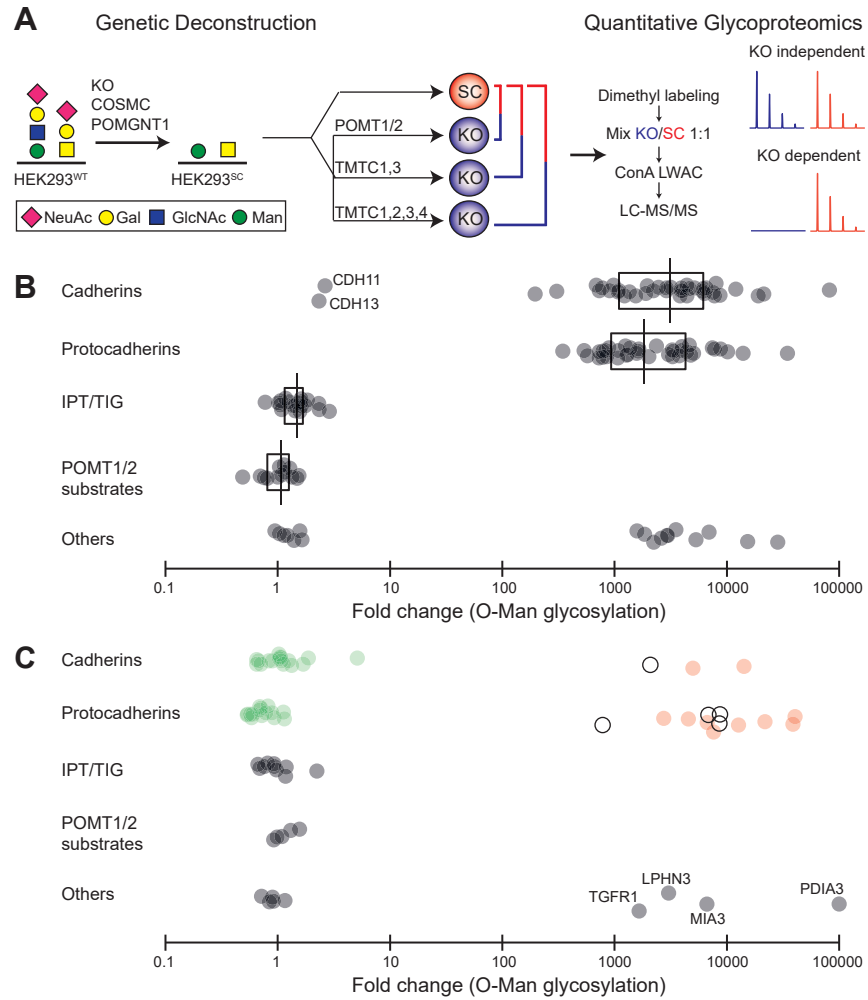 A
Genetic Deconstruction
Quantitative Glycoproteomics
KO
COSMC
POMGNT1
HEK293WT
HEK293SC
NeuAc Gal GlcNAc Man
POMT1/2
TMTC1,3
TMTC1,2,3,4
SC
KO
KO
KO
Dimethyl labeling
Mix KO/SC 1:1
ConA LWAC
LC-MS/MS
KO independent
KO dependent
B
Cadherins
CDH11
CDH13
Protocadherins
IPT/TIG
POMT1/2
substrates
Others
0.1 1 10 100 1000 10000 100000
Fold change (O-Man glycosylation)
C
Cadherins
Protocadherins
IPT/TIG
POMT1/2
substrates
Others
LPHN3
TGFR1
MIA3
PDIA3
0.1 1 10 100 1000 10000 100000
Fold change (O-Man glycosylation)